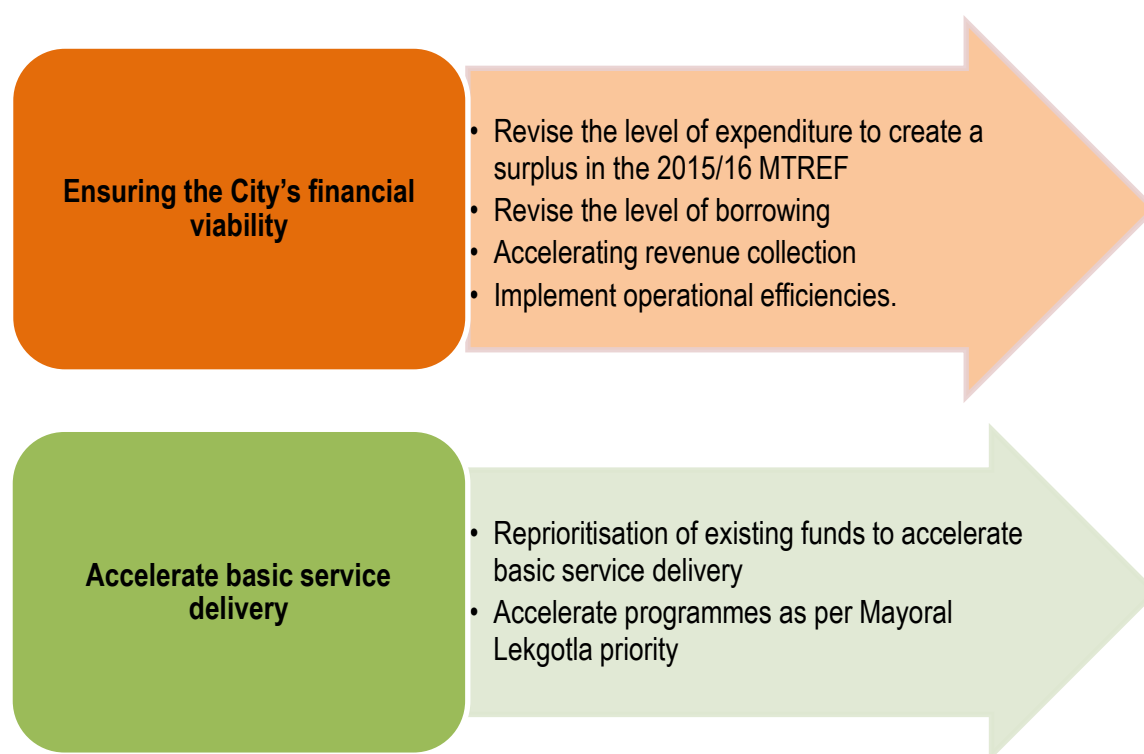 Ensuring the City’s financial
viability
• Revise the level of expenditure to create a
surplus in the 2015/16 MTREF
• Revise the level of borrowing
• Accelerating revenue collection
• Implement operational efficiencies.
Accelerate basic service
delivery
• Reprioritisation of existing funds to accelerate
basic service delivery
• Accelerate programmes as per Mayoral
Lekgotla priority